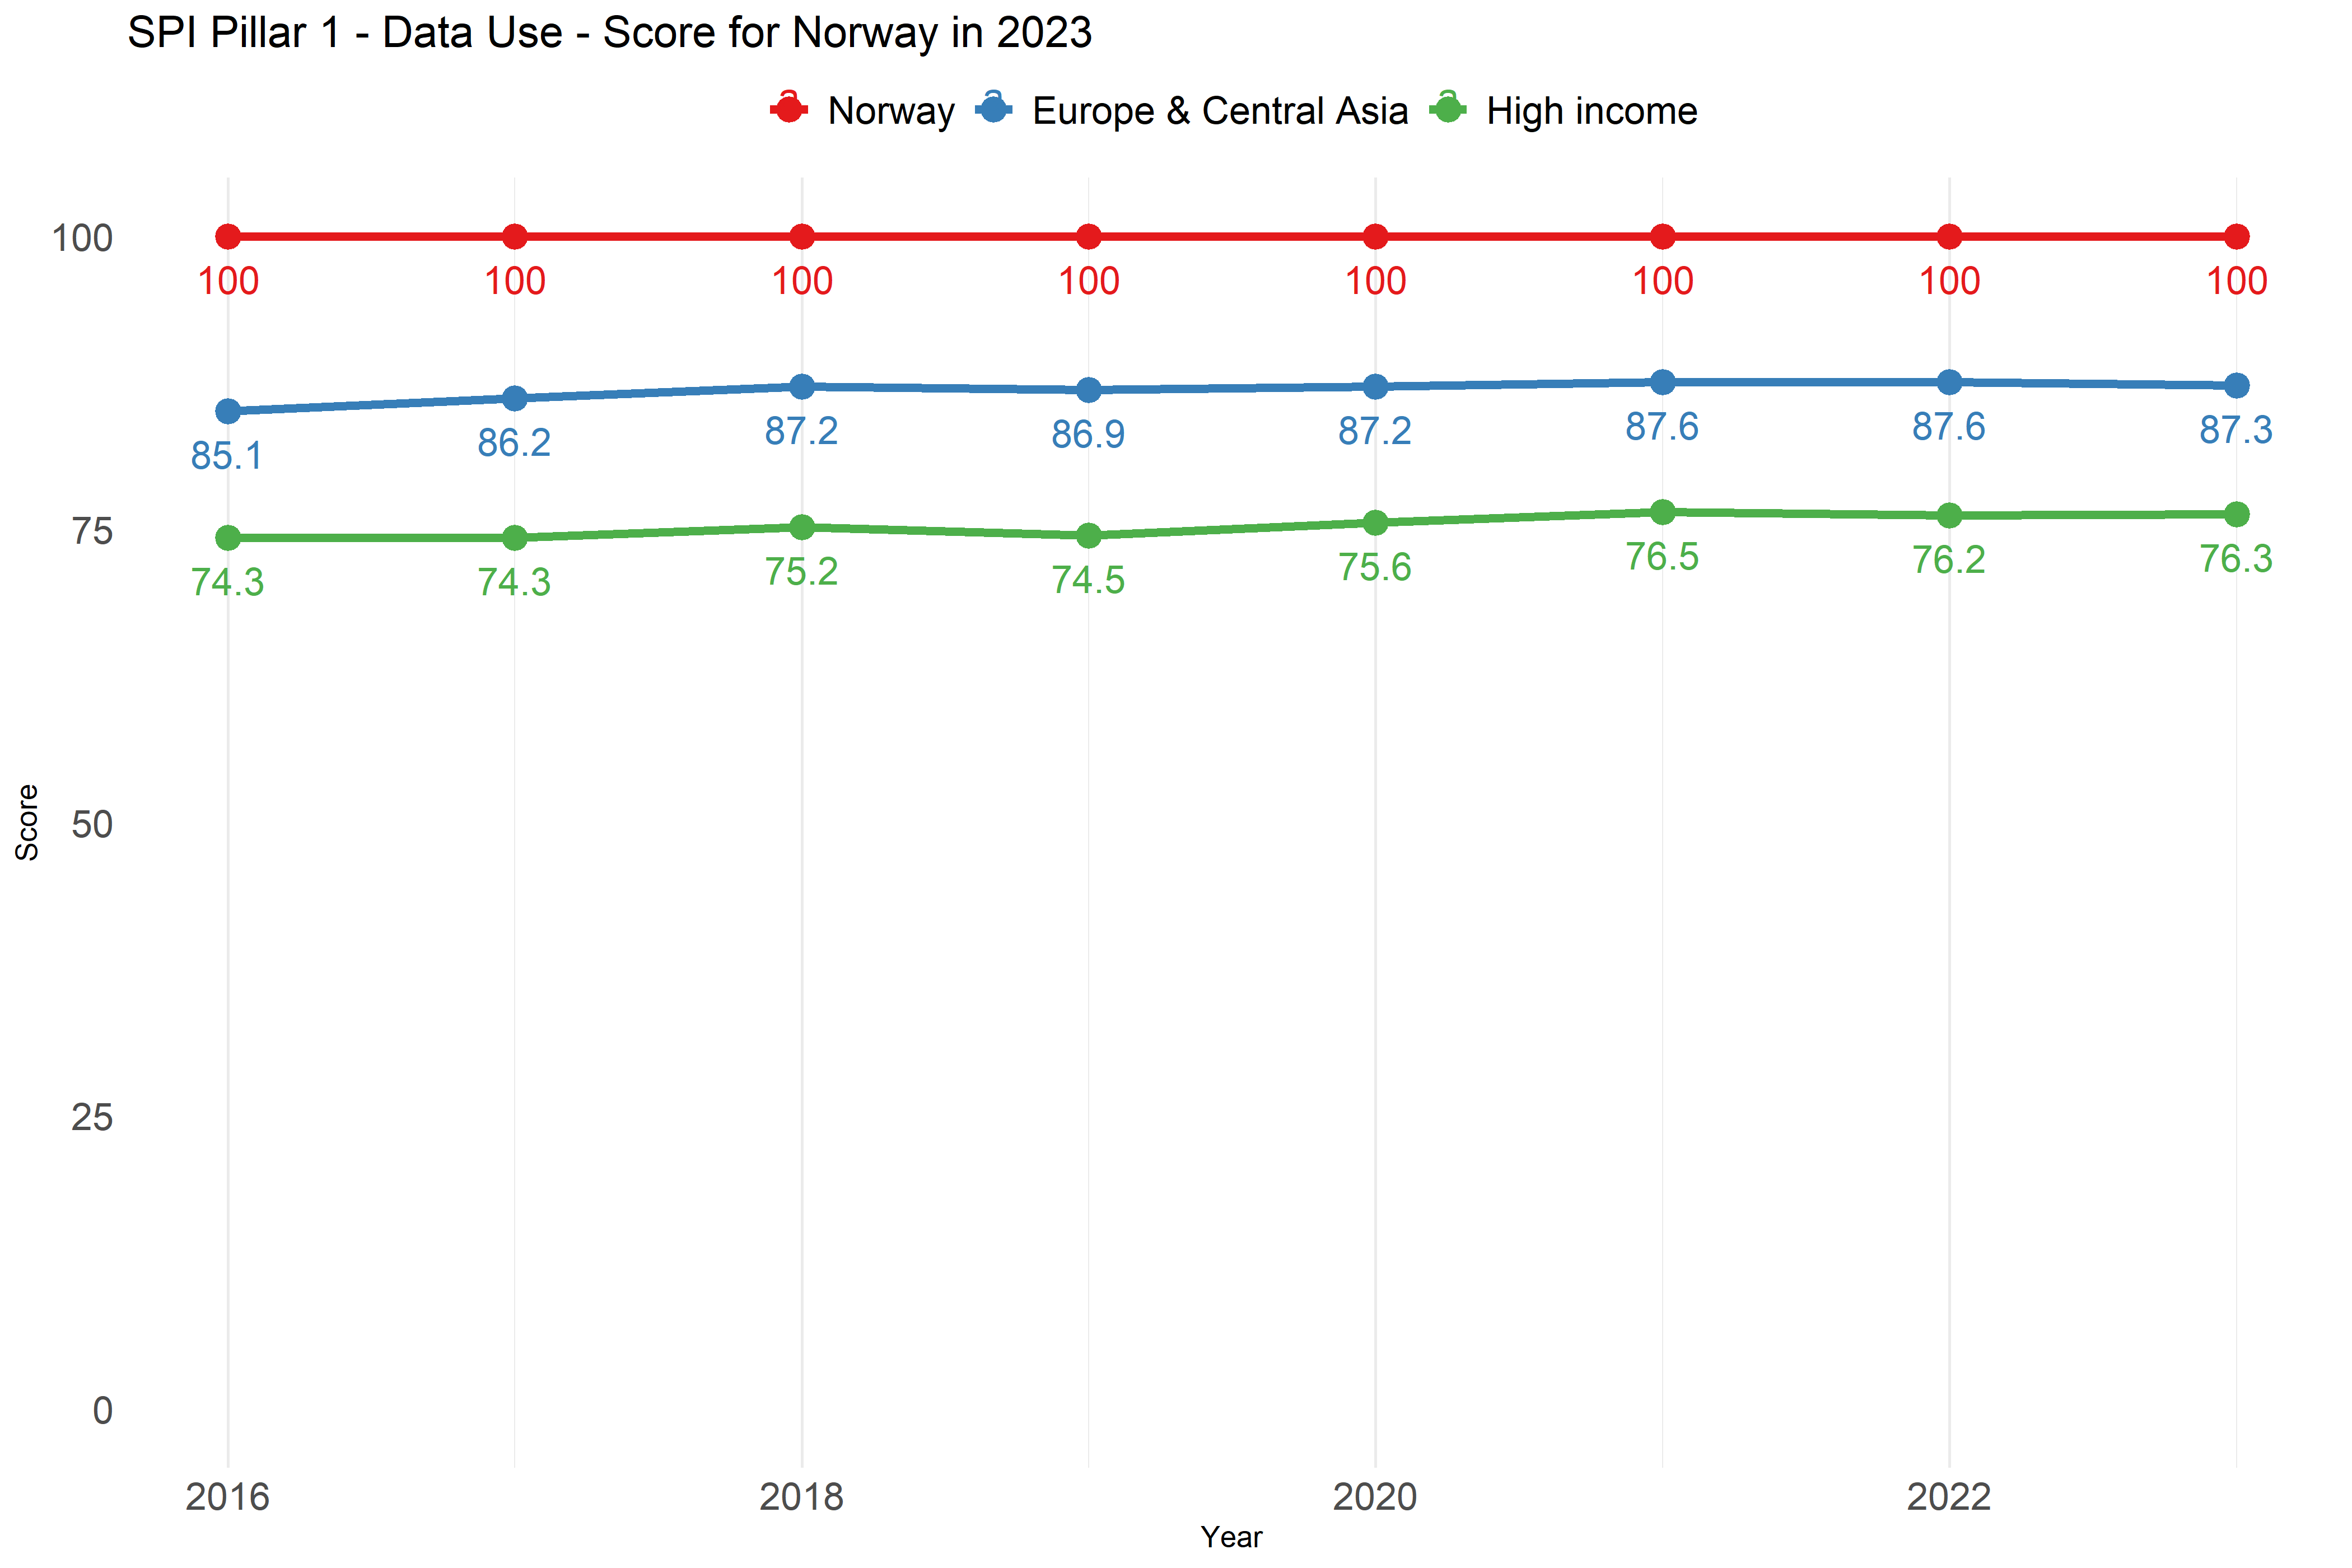 SPI Pillar 1 - Data Use - Score for Norway in 2023
Norway Europe & Central Asia High income
100
100 100 100 100 100 100 100 100
85.1 86.2 87.2 86.9 87.2 87.6 87.6 87.3
75
74.3 74.3 75.2 74.5 75.6 76.5 76.2 76.3
Score
50
25
0
2016 2018 2020 2022
Year